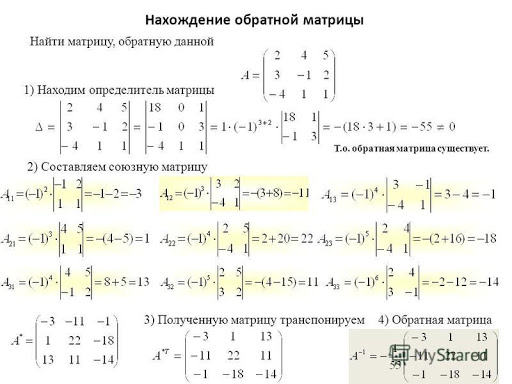 Нахождение обратной матрицы
Найти матрицу, обратную данной
A = ( 2 4 5
3 −1 2
−4 1 1 )
1) Находим определитель матрицы
Δ = | 2 4 5; 3 −1 2; −4 1 1 | = | 18 0 1; −1 0 3; −4 1 1 | = 1·(−1)³⁺²·| 18 1; −1 3 | = −(18·3+1) = −55 ≠ 0
Т.о. обратная матрица существует.
2) Составляем союзную матрицу
A₁₁ = (−1)²·| −1 2; 1 1 | = −1−2 = −3 A₁₂ = (−1)³·| 3 2; −4 1 | = −(3+8) = −11 A₁₃ = (−1)⁴·| 3 −1; −4 1 | = 3−4 = −1
A₂₁ = (−1)³·| 4 5; 1 1 | = −(4−5) = 1 A₂₂ = (−1)⁴·| 2 5; −4 1 | = 2+20 = 22 A₂₃ = (−1)⁵·| 2 4; −4 1 | = −(2+16) = −18
A₃₁ = (−1)⁴·| 4 5; −1 2 | = 8+5 = 13 A₃₂ = (−1)⁵·| 2 5; 3 2 | = −(4−15) = 11 A₃₃ = (−1)⁶·| 2 4; 3 −1 | = −2−12 = −14
3) Полученную матрицу транспонируем 4) Обратная матрица
A* = ( −3 −11 −1; 1 22 −18; 13 11 −14 ) A*ᵀ = ( −3 1 13; −11 22 11; −1 −18 −14 ) A⁻¹ = −1/55 ( −3 1 13; −11 22 11; −1 −18 −14 )
MyShared